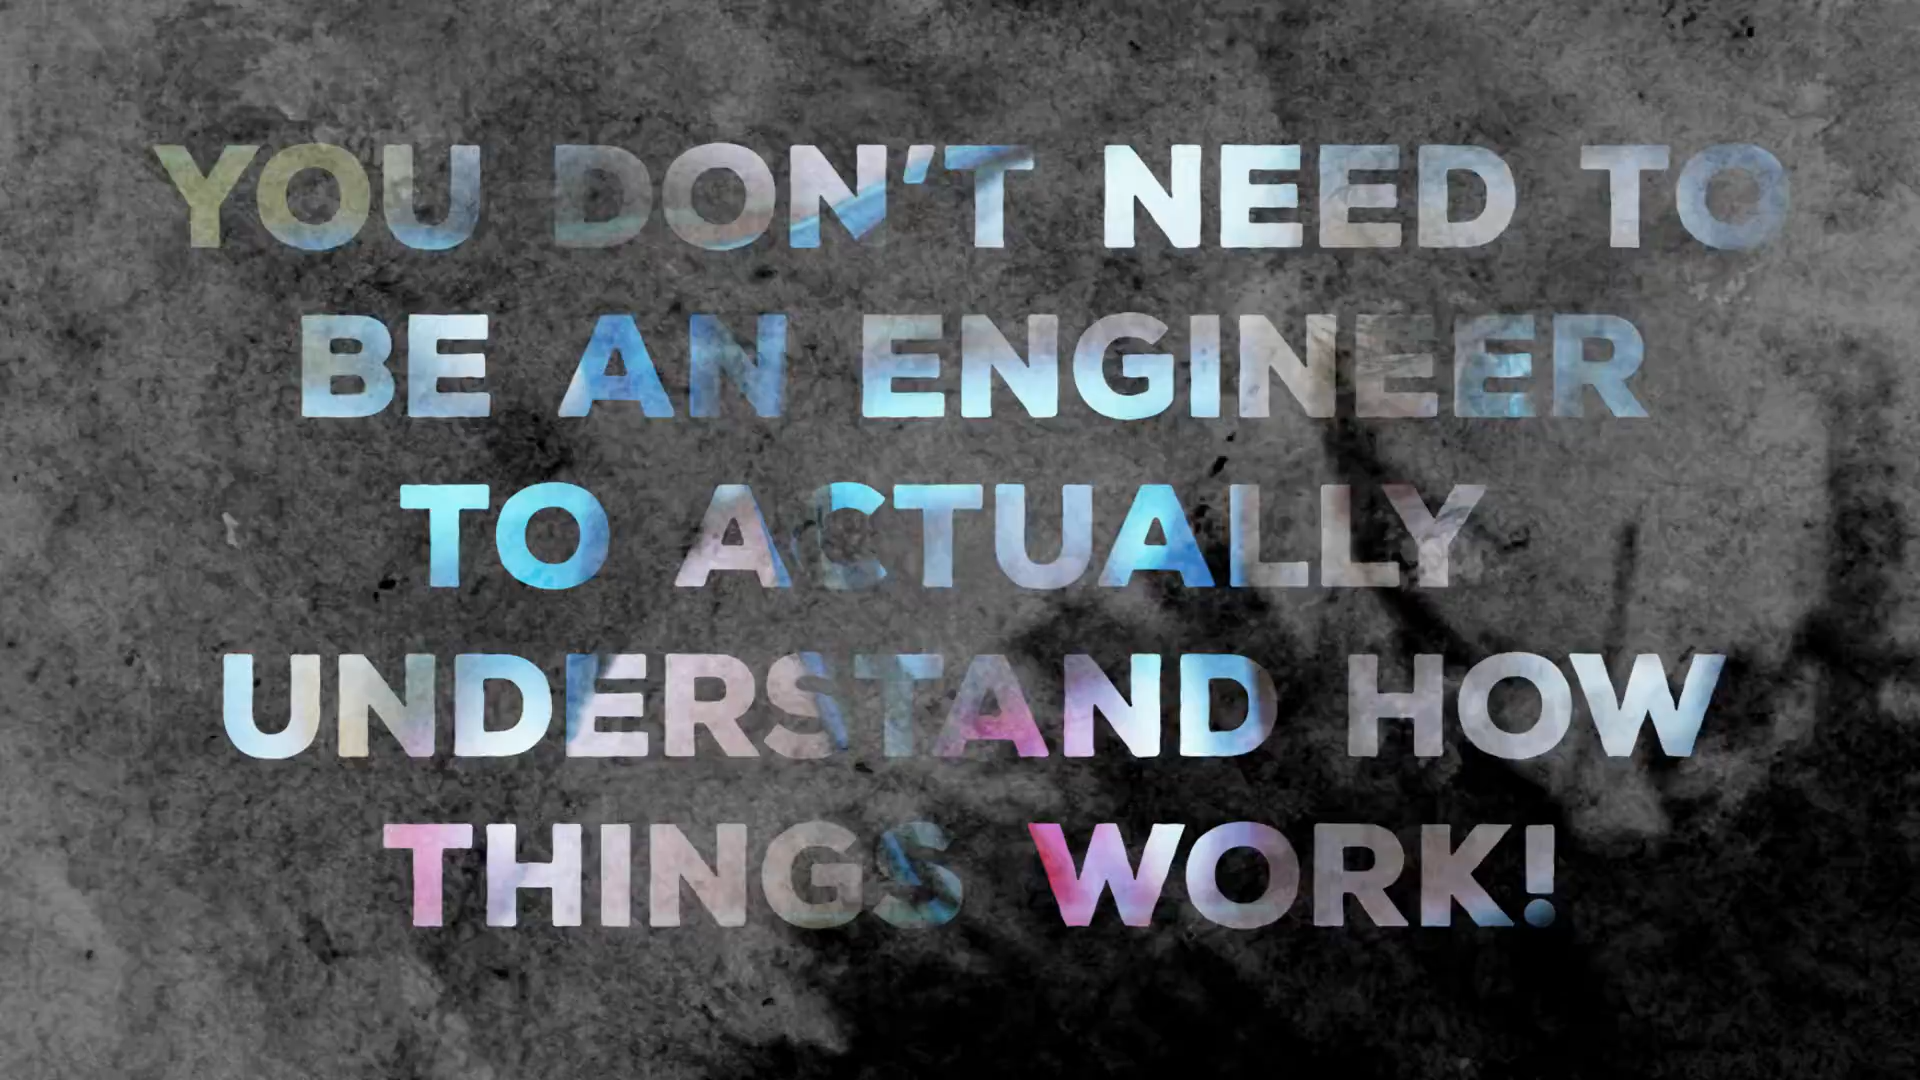 YOU DON'T NEED TO
BE AN ENGINEER
TO ACTUALLY
UNDERSTAND HOW
THINGS WORK!